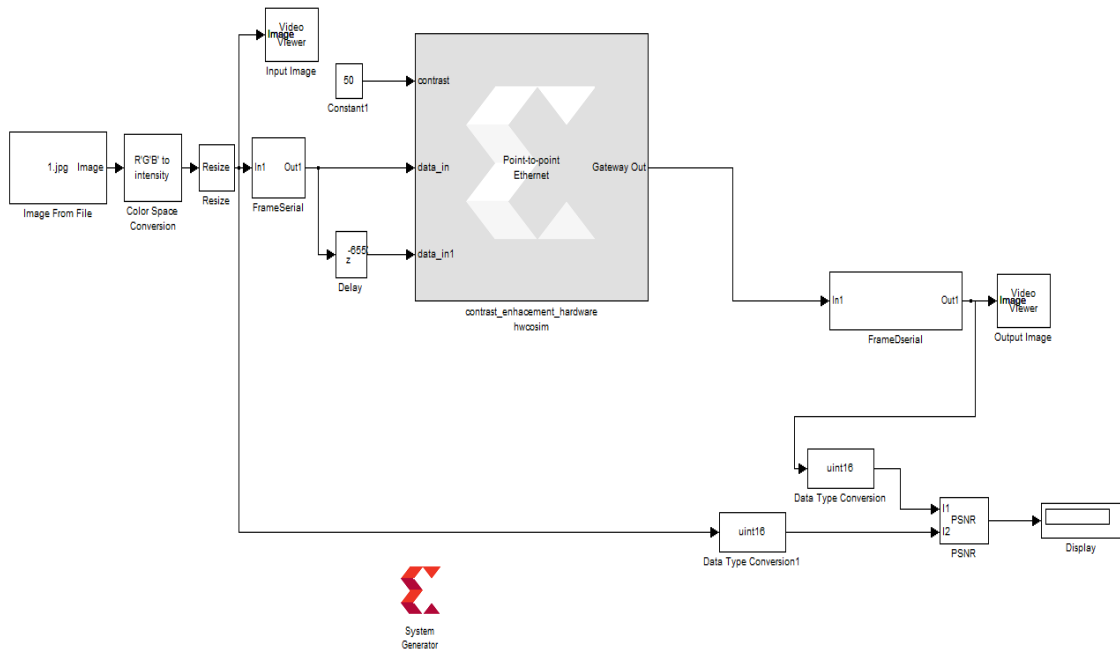 Image
Video
Viewer
Input Image
50
Constant1
contrast
1.jpg
Image
Image From File
R'G'B' to
intensity
Color Space
Conversion
Resize
Resize
In1
Out1
FrameSerial
data_in
Point-to-point
Ethernet
Gateway Out
-655
z
Delay
data_in1
contrast_enhacement_hardware
hwcosim
In1
Out1
FrameDserial
Image
Video
Viewer
Output Image
uint16
Data Type Conversion
uint16
Data Type Conversion1
I1
I2
PSNR
PSNR
Display
System
Generator